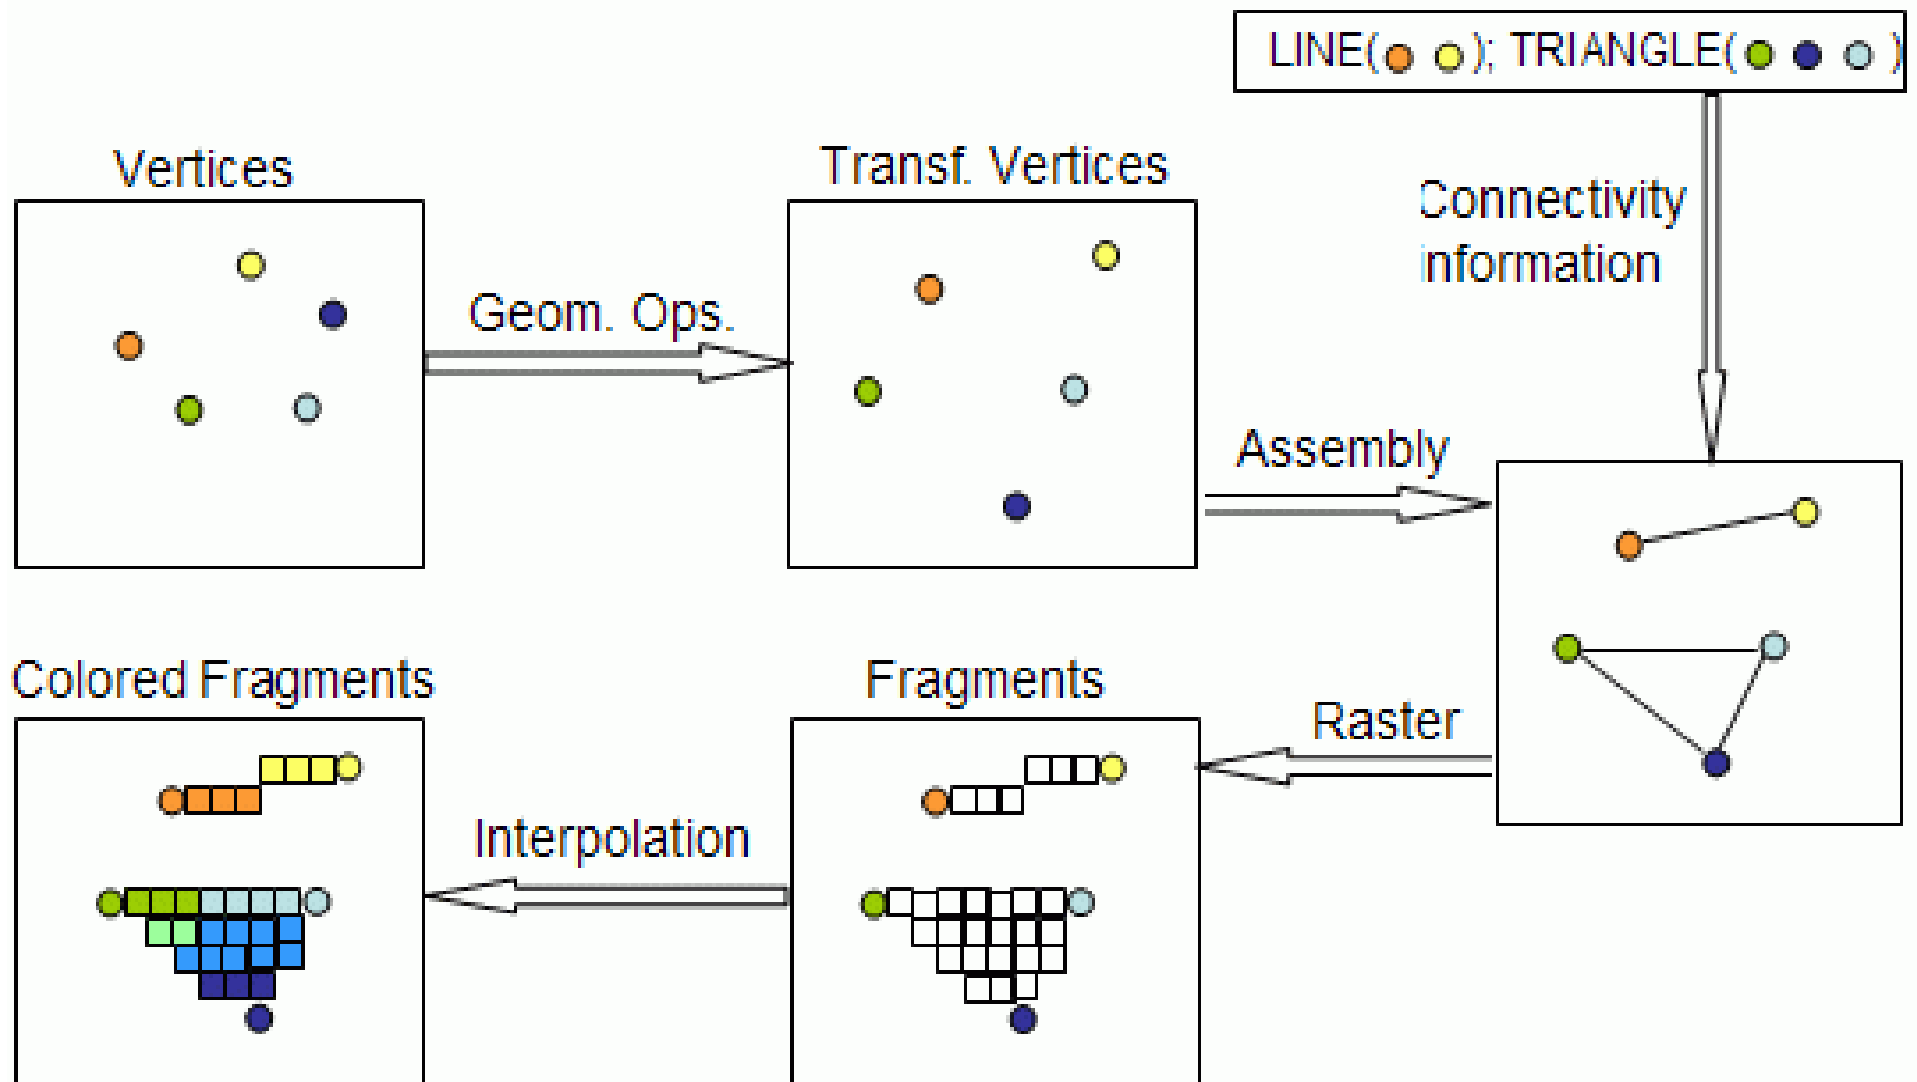 LINE( ); TRIANGLE( )
Vertices
Transf. Vertices
Connectivity
information
Geom. Ops.
Assembly
Colored Fragments
Fragments
Raster
Interpolation